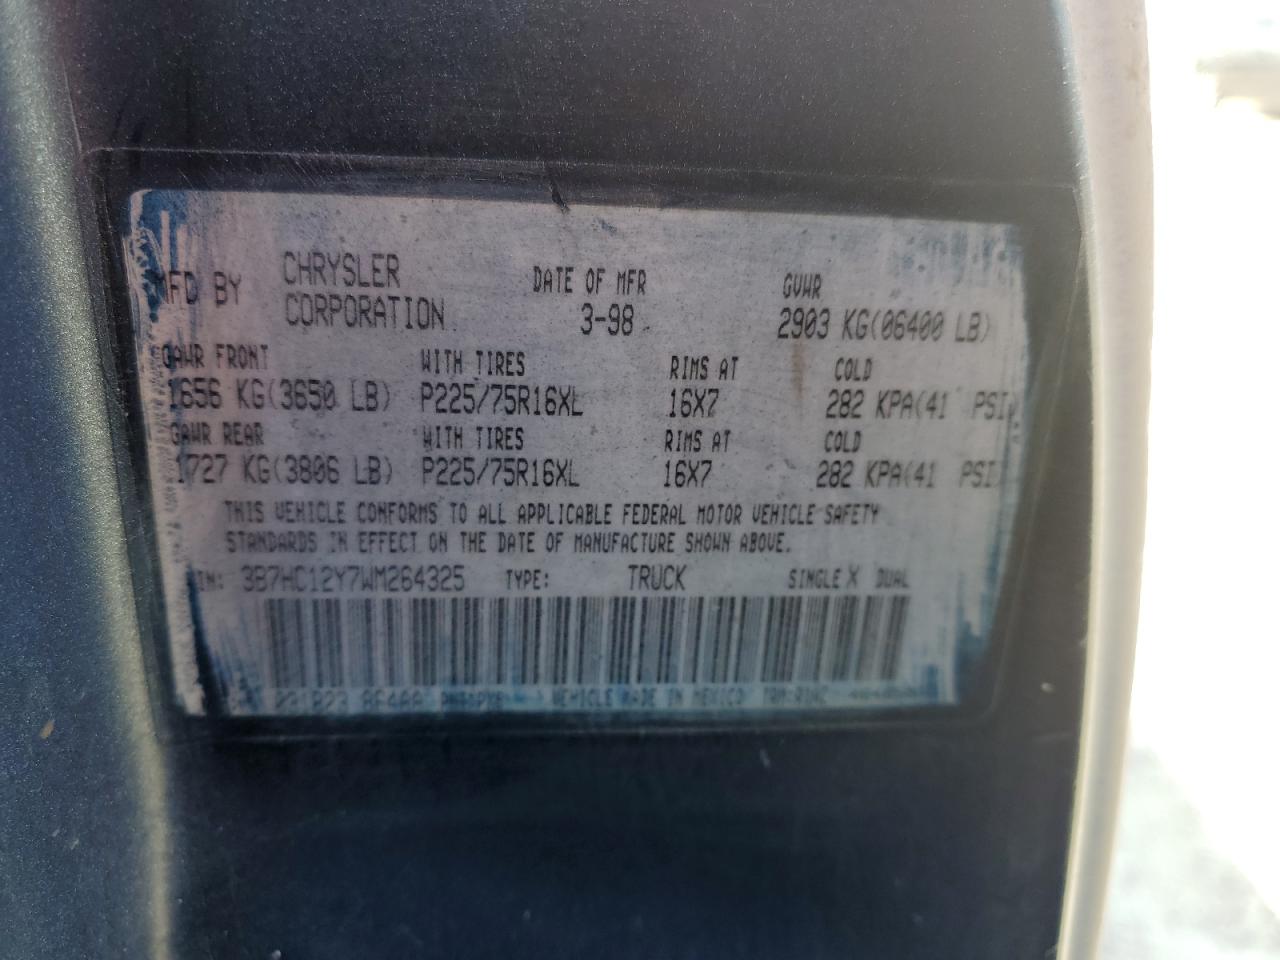 MFD BY CHRYSLER CORPORATION DATE OF MFR 3-98 GVWR 2903 KG(06400 LB)
GAWR FRONT WITH TIRES RIMS AT COLD
1656 KG(3650 LB) P225/75R16XL 16X7 282 KPA(41 PSI)
GAWR REAR WITH TIRES RIMS AT COLD
1727 KG(3806 LB) P225/75R16XL 16X7 282 KPA(41 PSI
THIS VEHICLE CONFORMS TO ALL APPLICABLE FEDERAL MOTOR VEHICLE SAFETY
STANDARDS IN EFFECT ON THE DATE OF MANUFACTURE SHOWN ABOVE.
IN: 3B7HC12Y7WM264325 TYPE: TRUCK SINGLE X DUAL
VEHICLE MADE IN MEXICO